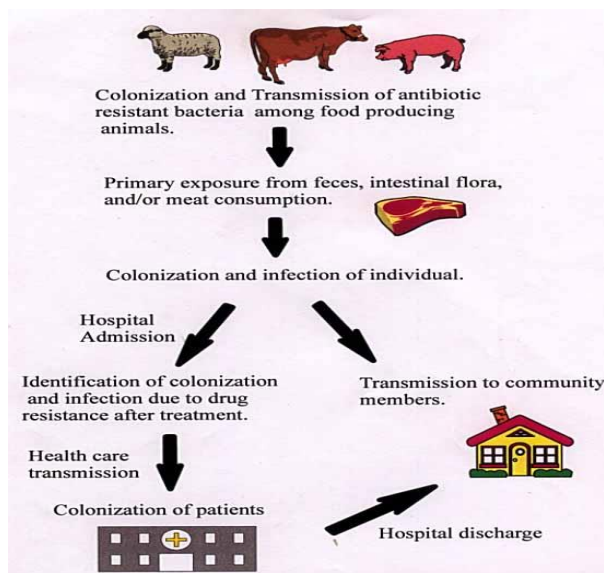 Colonization and Transmission of antibiotic
resistant bacteria among food producing
animals.
Primary exposure from feces, intestinal flora,
and/or meat consumption.
Colonization and infection of individual.
Hospital
Admission
Identification of colonization
and infection due to drug
resistance after treatment.
Transmission to community
members.
Health care
transmission
Colonization of patients
Hospital discharge